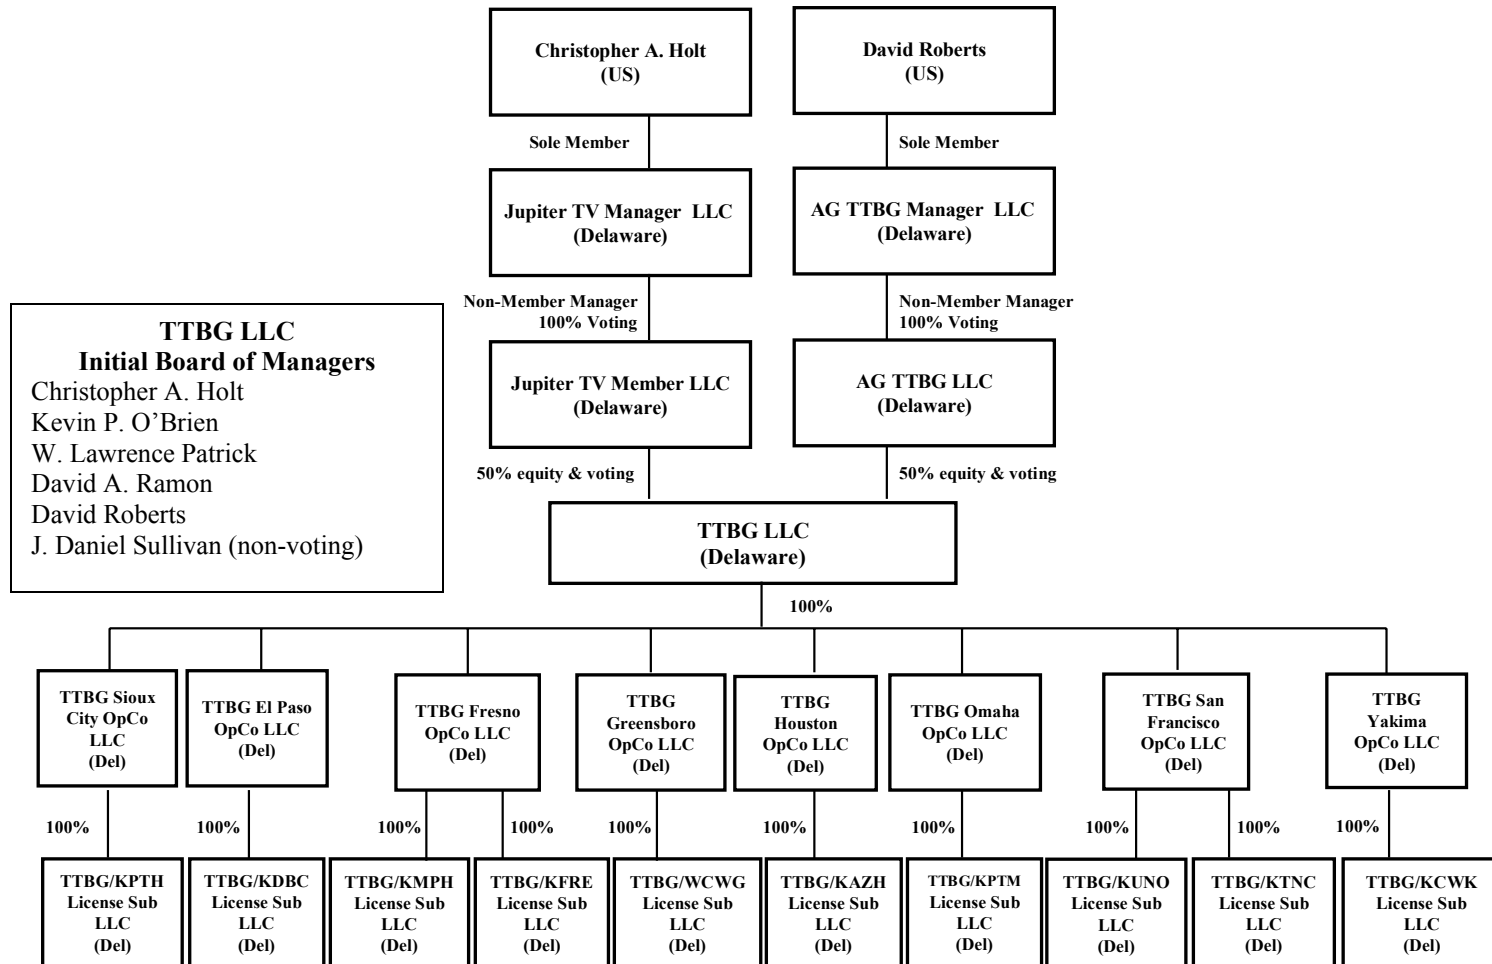 Christopher A. Holt
(US)
David Roberts
(US)
Sole Member
Sole Member
Jupiter TV Manager LLC
(Delaware)
AG TTBG Manager LLC
(Delaware)
Non-Member Manager
100% Voting
Non-Member Manager
100% Voting
TTBG LLC
Initial Board of Managers
Christopher A. Holt
Kevin P. O’Brien
W. Lawrence Patrick
David A. Ramon
David Roberts
J. Daniel Sullivan (non-voting)
Jupiter TV Member LLC
(Delaware)
AG TTBG LLC
(Delaware)
50% equity & voting
50% equity & voting
TTBG LLC
(Delaware)
100%
TTBG Sioux
City OpCo
LLC
(Del)
TTBG El Paso
OpCo LLC
(Del)
TTBG Fresno
OpCo LLC
(Del)
TTBG
Greensboro
OpCo LLC
(Del)
TTBG
Houston
OpCo LLC
(Del)
TTBG Omaha
OpCo LLC
(Del)
TTBG San
Francisco
OpCo LLC
(Del)
TTBG
Yakima
OpCo LLC
(Del)
100%
100%
100%
100%
100%
100%
100%
100%
100%
100%
TTBG/KPTH
License Sub
LLC
(Del)
TTBG/KDBC
License Sub
LLC
(Del)
TTBG/KMPH
License Sub
LLC
(Del)
TTBG/KFRE
License Sub
LLC
(Del)
TTBG/WCWG
License Sub
LLC
(Del)
TTBG/KAZH
License Sub
LLC
(Del)
TTBG/KPTM
License Sub
LLC
(Del)
TTBG/KUNO
License Sub
LLC
(Del)
TTBG/KTNC
License Sub
LLC
(Del)
TTBG/KCWK
License Sub
LLC
(Del)